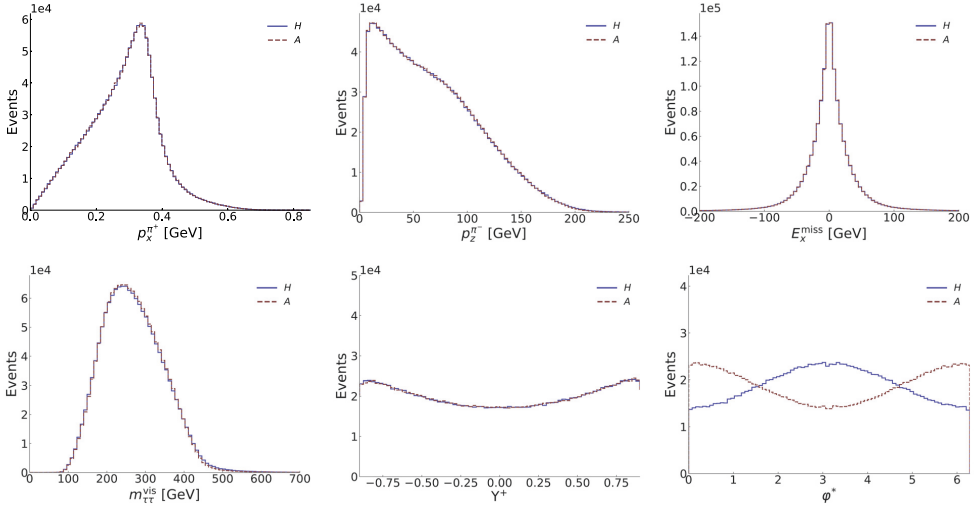 6 1e4
H
A
5
4
3
2
1
0
Events
0.0 0.2 0.4 0.6 0.8
p_x^{π^+} [GeV]
5 1e4
H
A
4
3
2
1
0
Events
0 50 100 150 200 250
p_z^{π^-} [GeV]
1e5
H
A
1.4
1.2
1.0
0.8
0.6
0.4
0.2
0.0
Events
−200 −100 0 100 200
E_x^{miss} [GeV]
7 1e4
H
A
6
5
4
3
2
1
0
Events
0 100 200 300 400 500 600 700
m_{ττ}^{vis} [GeV]
5 1e4
H
A
4
3
2
1
0
Events
−0.75 −0.50 −0.25 0.00 0.25 0.50 0.75
Υ^+
1e4
H
A
4
3
2
1
0
Events
0 1 2 3 4 5 6
φ^*